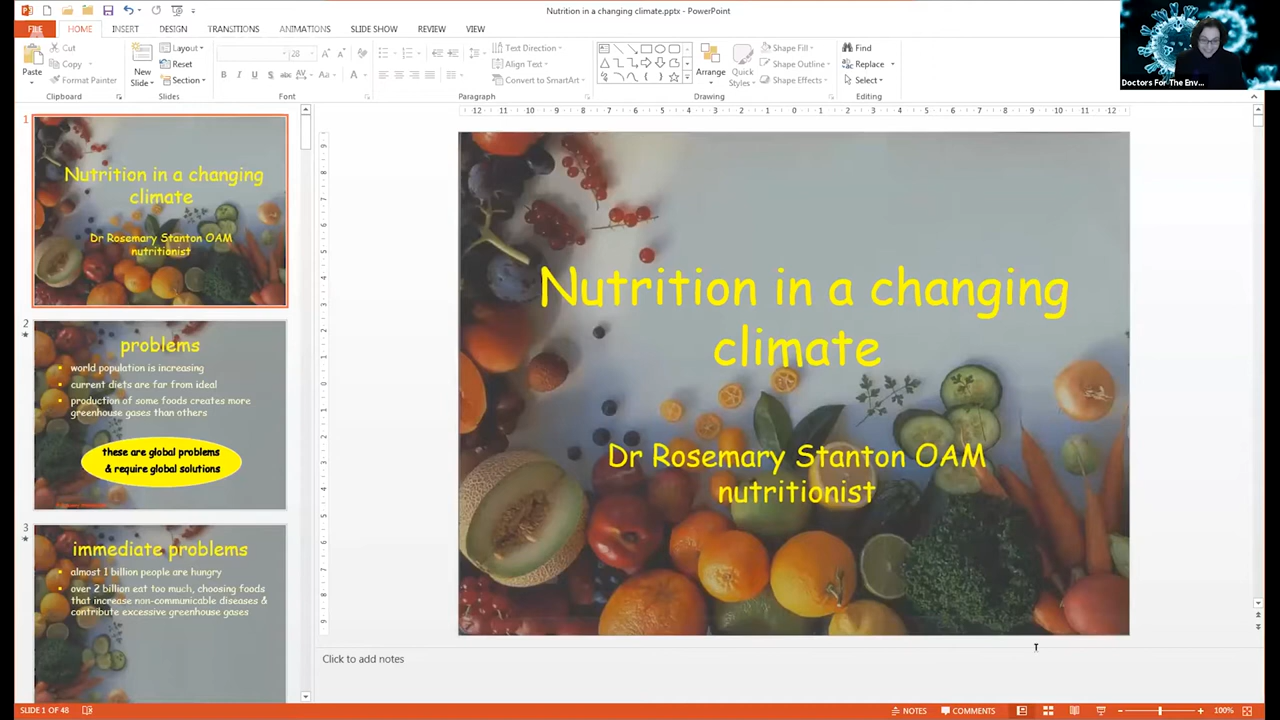 Nutrition in a changing climate.pptx - PowerPoint
FILE HOME INSERT DESIGN TRANSITIONS ANIMATIONS SLIDE SHOW REVIEW VIEW
Paste
Cut
Copy
Format Painter
Clipboard
New
Slide
Layout
Reset
Section
Slides
28
Font
Text Direction
Align Text
Convert to SmartArt
Paragraph
Arrange
Quick
Styles
Shape Fill
Shape Outline
Shape Effects
Drawing
Find
Replace
Select
Editing
Doctors For The Env...
1
Nutrition in a changing
climate
Dr Rosemary Stanton OAM
nutritionist
2
problems
world population is increasing
current diets are far from ideal
production of some foods creates more
greenhouse gases than others
these are global problems
& require global solutions
3
immediate problems
almost 1 billion people are hungry
over 2 billion eat too much, choosing foods
that increase non-communicable diseases &
contribute excessive greenhouse gases
Nutrition in a changing
climate
Dr Rosemary Stanton OAM
nutritionist
Click to add notes
SLIDE 1 OF 48
NOTES
COMMENTS
100%